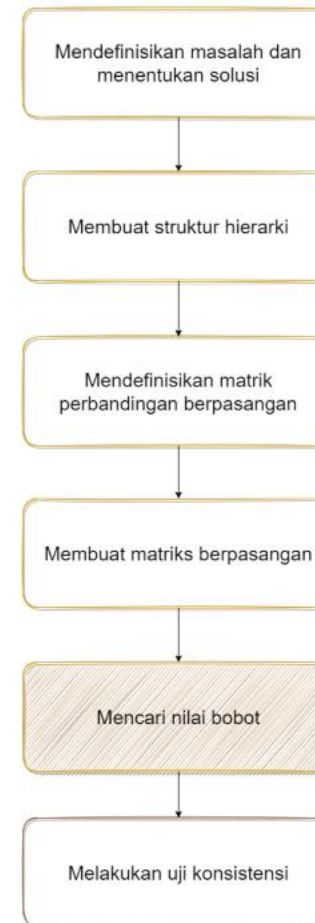 Mendefinisikan masalah dan
menentukan solusi
Membuat struktur hierarki
Mendefinisikan matrik
perbandingan berpasangan
Membuat matriks berpasangan
Mencari nilai bobot
Melakukan uji konsistensi